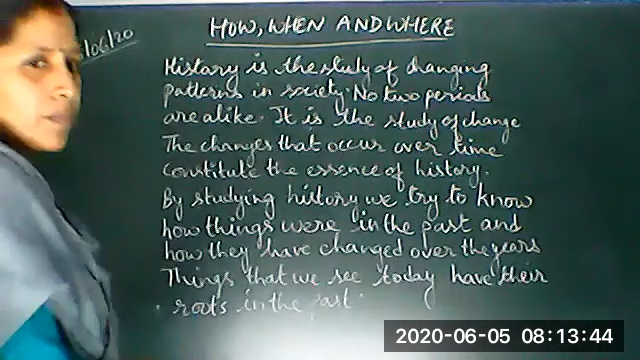 /06/20
HOW, WHEN AND WHERE
History is the study of changing
patterns in society. No two periods
are alike. It is the study of change
The changes that occur over time
constitute the essence of history.
By studying history we try to know
how things were in the past and
how they have changed over the years
Things that we see today have their
roots in the past.
2020-06-05 08:13:44